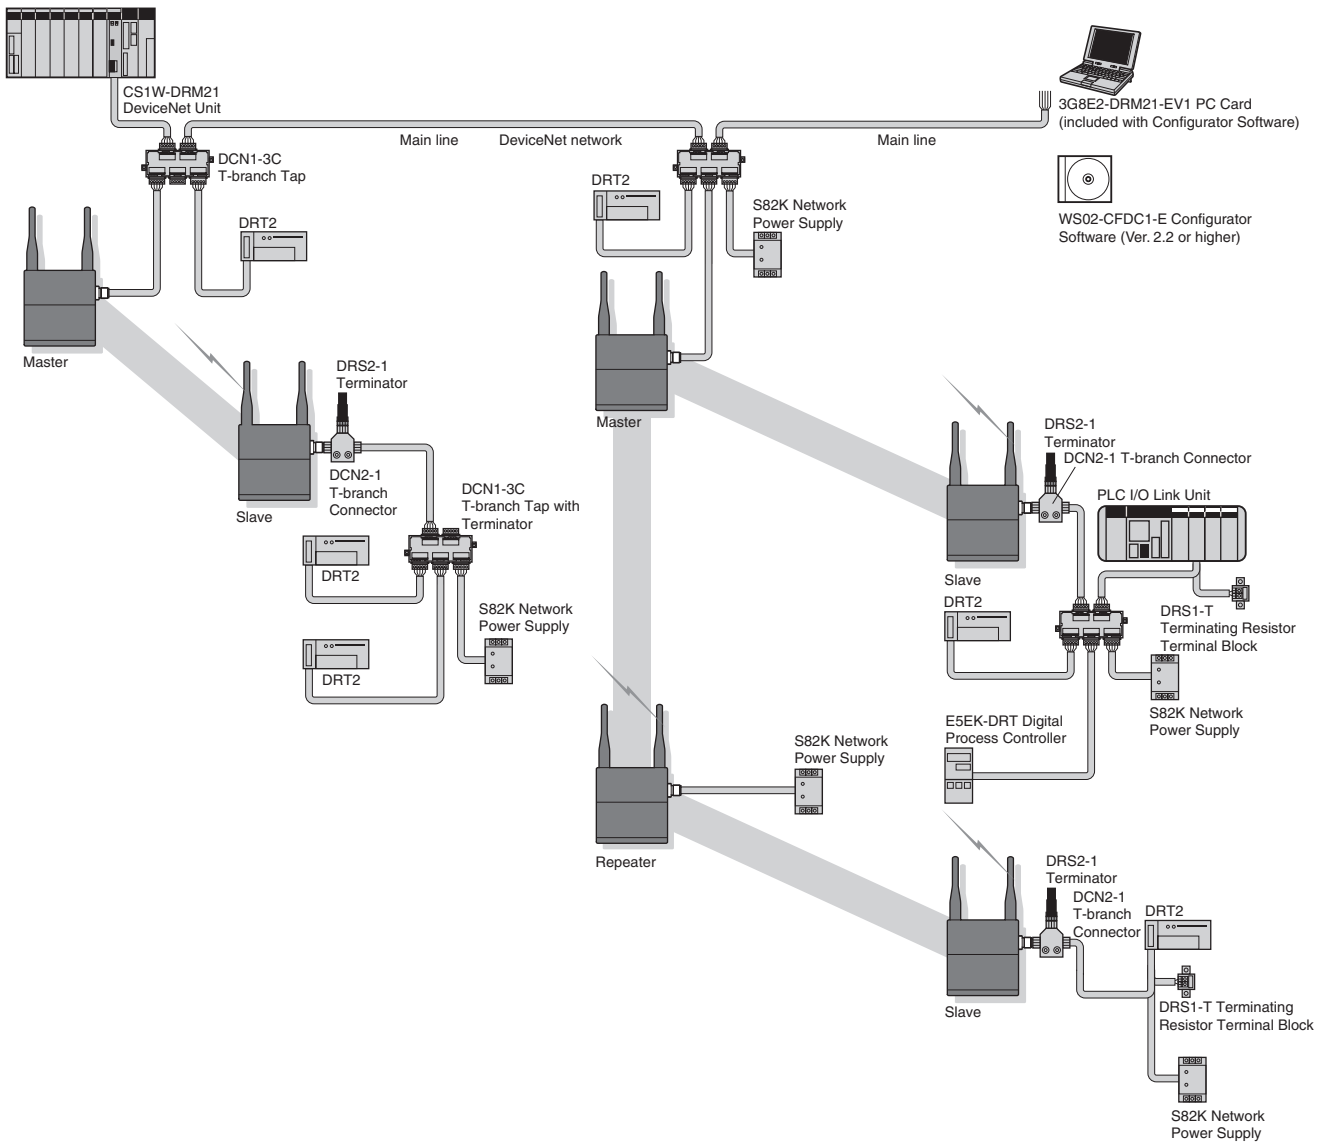 CS1W-DRM21
DeviceNet Unit
Main line
DeviceNet network
Main line
3G8E2-DRM21-EV1 PC Card
(included with Configurator Software)
DCN1-3C
T-branch Tap
DRT2
DRT2
S82K Network
Power Supply
WS02-CFDC1-E Configurator
Software (Ver. 2.2 or higher)
Master
DRS2-1
Terminator
Master
DCN2-1
T-branch
Connector
Slave
DCN1-3C
T-branch Tap with
Terminator
DRT2
DRT2
S82K Network
Power Supply
DRS2-1
Terminator
DCN2-1 T-branch Connector
PLC I/O Link Unit
Slave
DRT2
DRS1-T
Terminating Resistor
Terminal Block
S82K Network
Power Supply
E5EK-DRT Digital
Process Controller
S82K Network
Power Supply
Repeater
DRS2-1
Terminator
DCN2-1
T-branch
Connector
DRT2
Slave
DRS1-T Terminating
Resistor Terminal Block
S82K Network
Power Supply